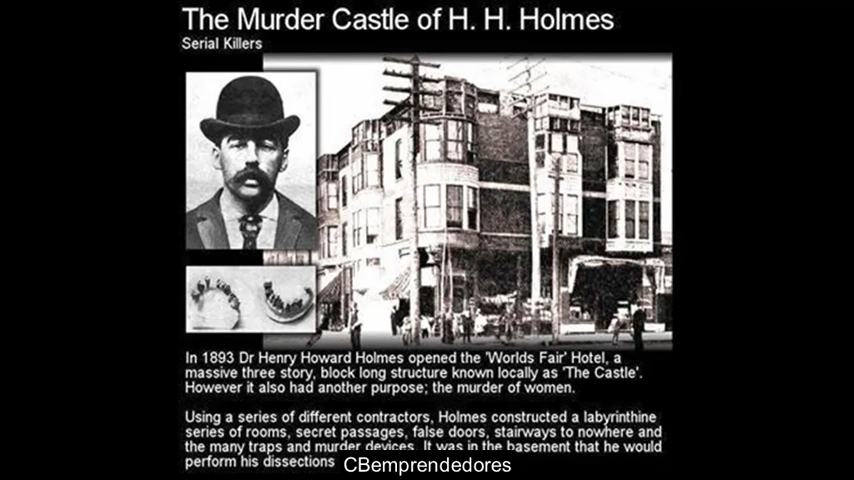 The Murder Castle of H. H. Holmes
Serial Killers
In 1893 Dr Henry Howard Holmes opened the 'Worlds Fair' Hotel, a
massive three story, block long structure known locally as 'The Castle'.
However it also had another purpose; the murder of women.
Using a series of different contractors, Holmes constructed a labyrinthine
series of rooms, secret passages, false doors, stairways to nowhere and
the many traps and murder devices. It was in the basement that he would
perform his dissections
CBemprendedores